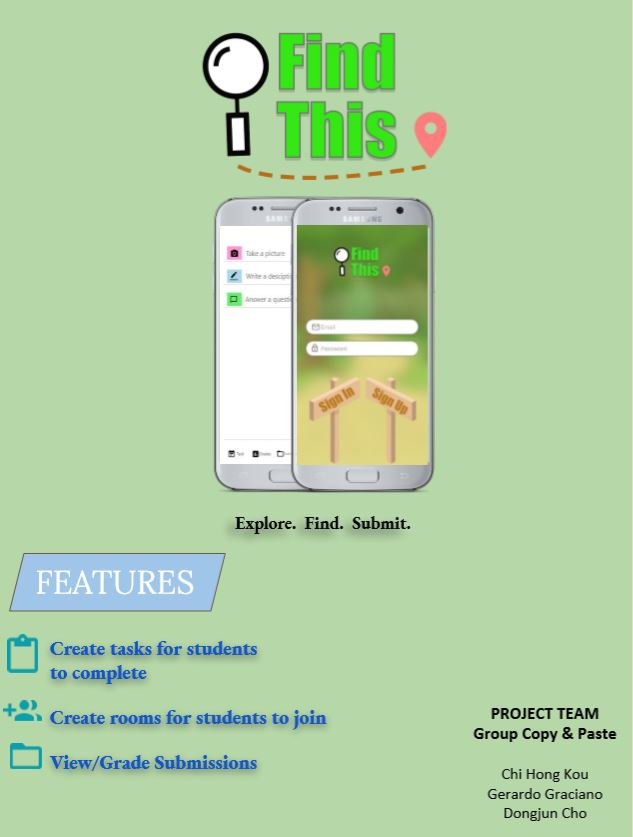 Find
This
SAMSUNG
Take a picture
Write a desciptio
Answer a questi
Find
This
Email
Password
Sign In
Sign Up
Explore. Find. Submit.
FEATURES
Create tasks for students
to complete
Create rooms for students to join
View/Grade Submissions
PROJECT TEAM
Group Copy & Paste
Chi Hong Kou
Gerardo Graciano
Dongjun Cho